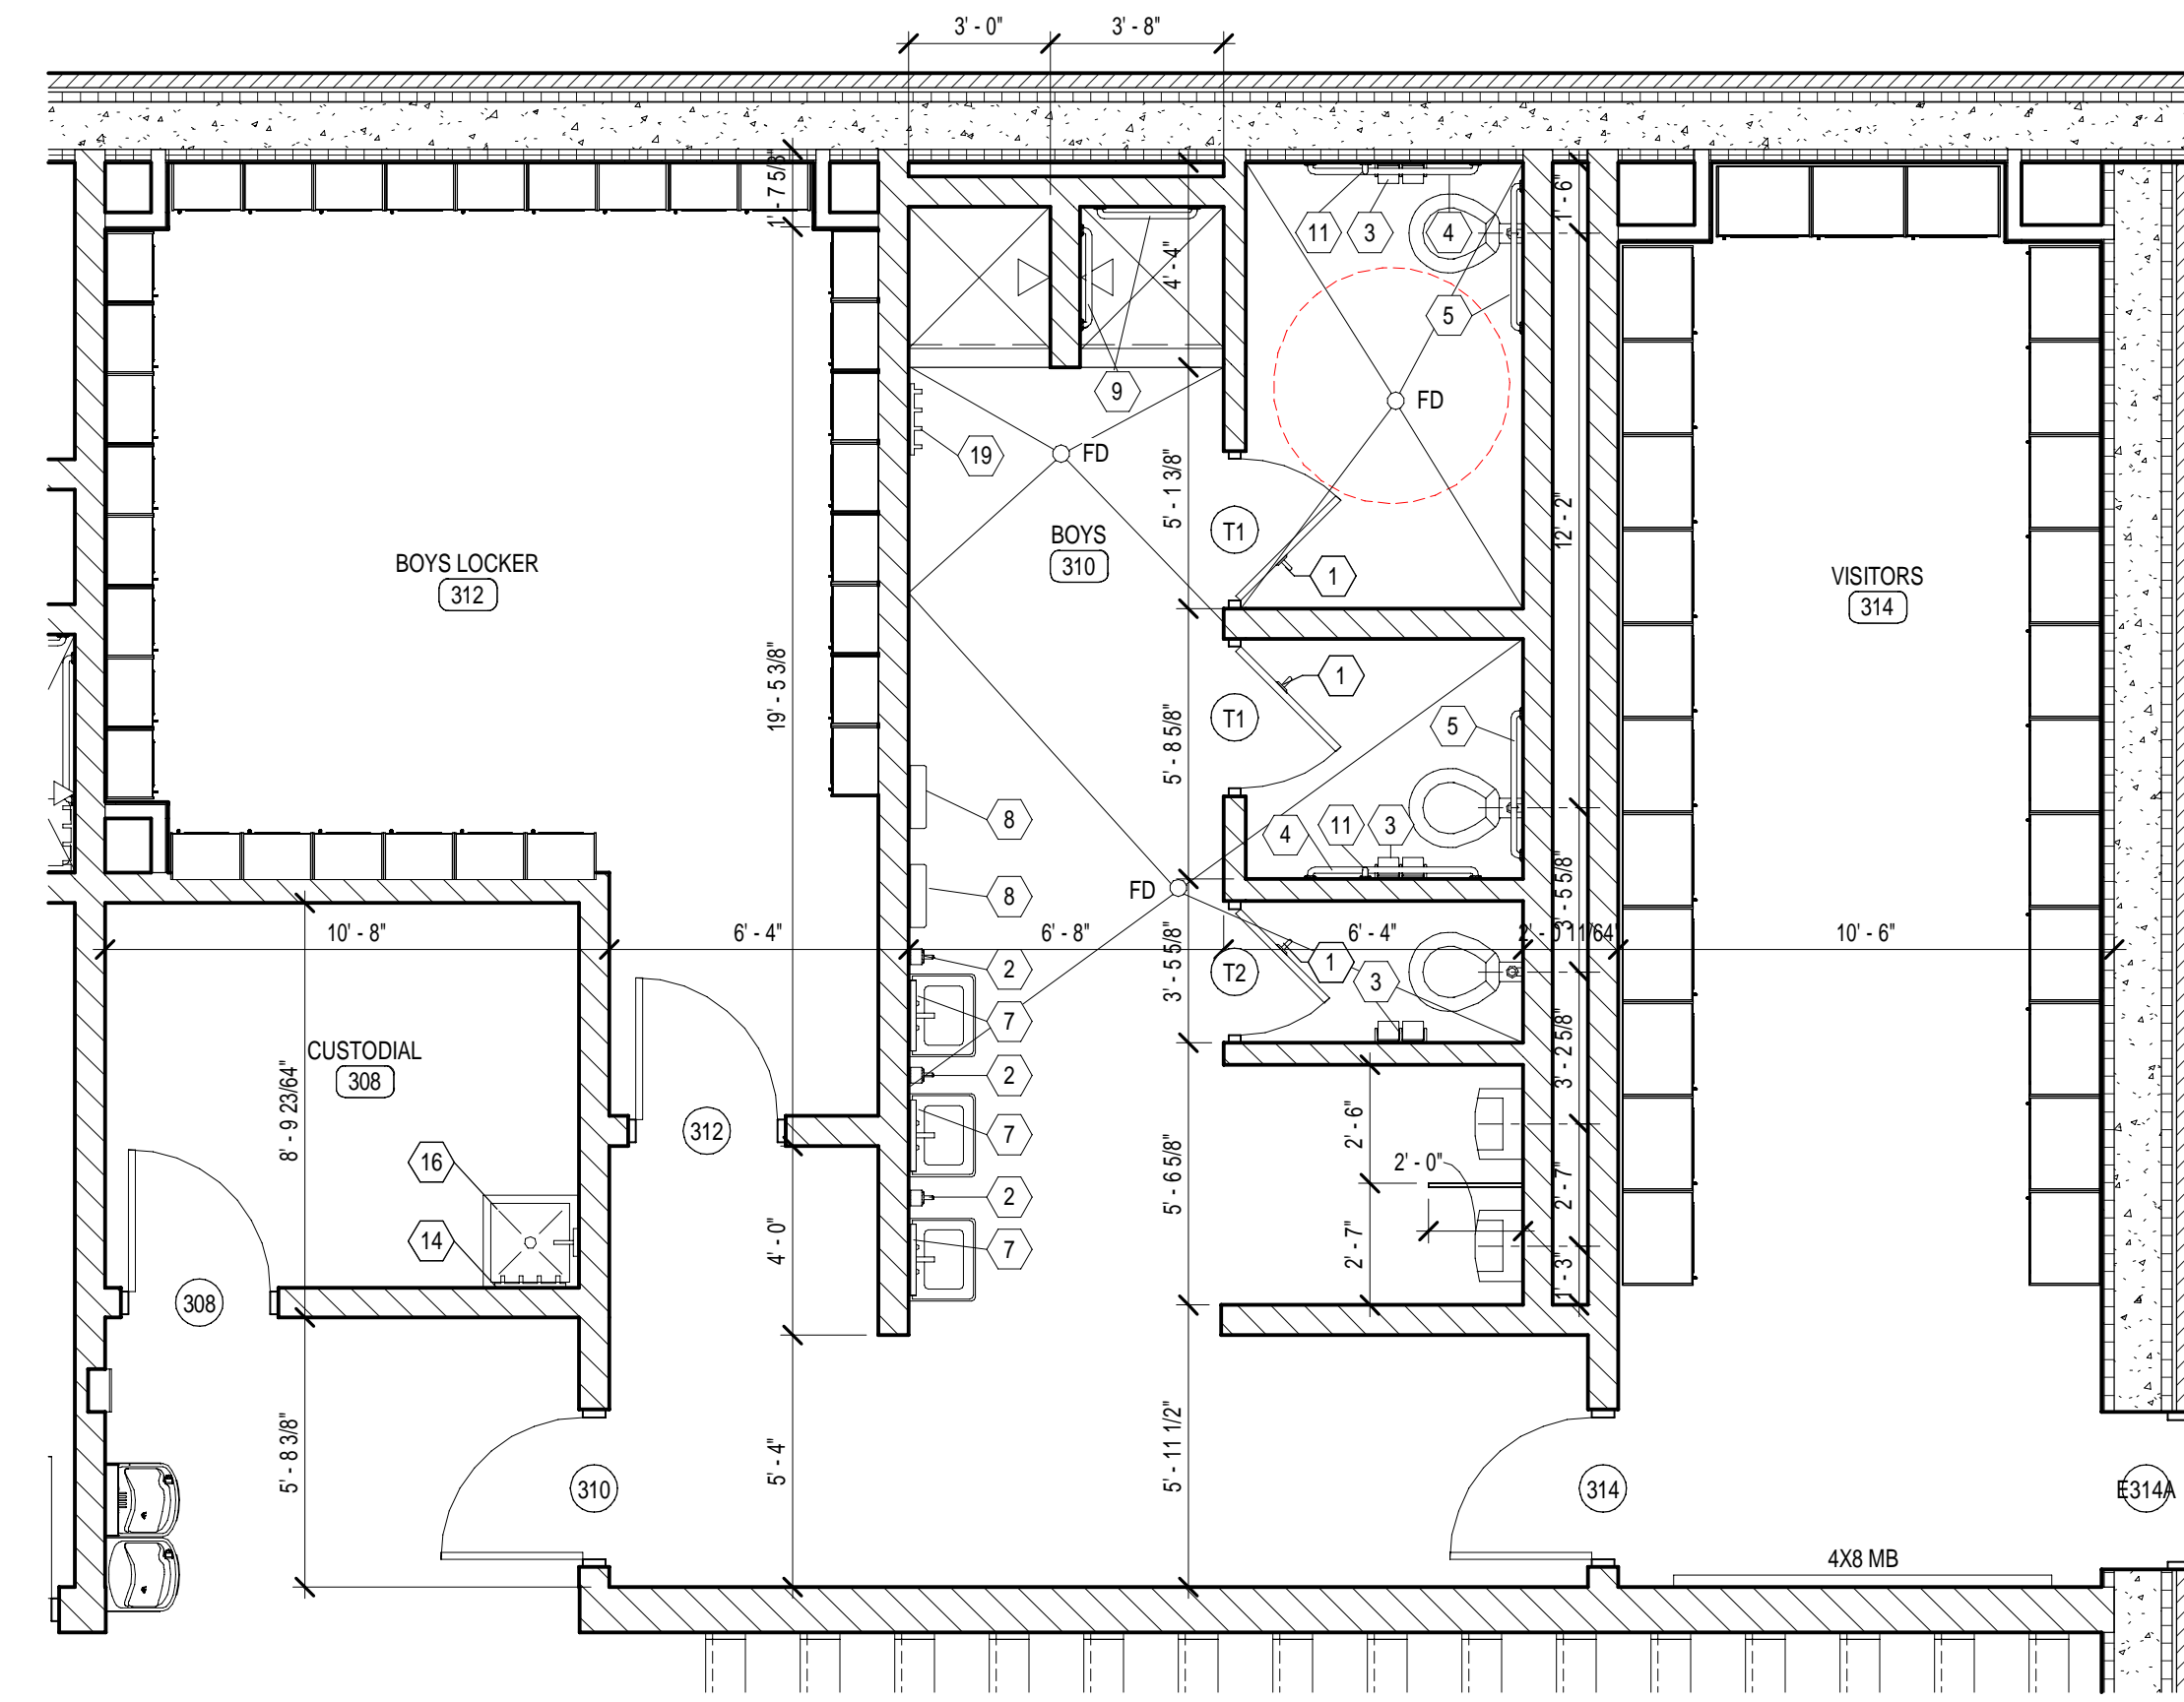 3' - 0"
3' - 8"
1' - 7 5/8"
1' - 6"
11
3
4
4' - 4"
5
9
FD
19
FD
5' - 1 3/8"
12' - 2"
BOYS
310
T1
BOYS LOCKER
312
1
VISITORS
314
19' - 5 3/8"
1
5' - 8 5/8"
T1
5
8
4
11
3
8
FD
3' - 5 5/8"
10' - 8"
6' - 4"
6' - 8"
6' - 4"
2' - 0 11/64"
10' - 6"
2
3' - 5 5/8"
T2
1
3
7
CUSTODIAL
308
8' - 9 23/64"
3' - 2 5/8"
2
312
7
2' - 6"
16
2' - 0"
5' - 6 5/8"
2' - 7"
2
14
4' - 0"
7
2' - 7"
1' - 3"
308
5' - 8 3/8"
5' - 4"
5' - 11 1/2"
310
314
E314A
4X8 MB